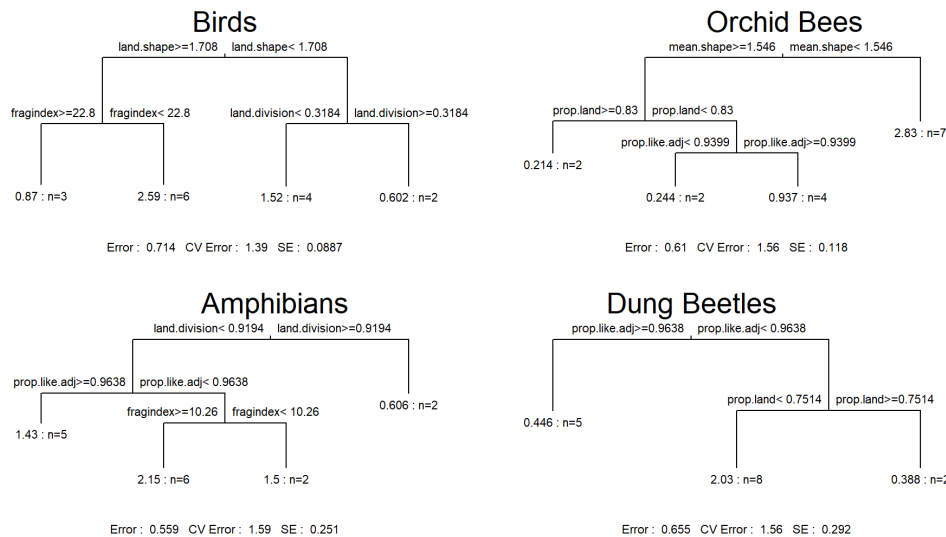 Birds
land.shape>=1.708 land.shape< 1.708
fragindex>=22.8 fragindex< 22.8
land.division< 0.3184 land.division>=0.3184
0.87 : n=3
2.59 : n=6
1.52 : n=4
0.602 : n=2
Error : 0.714 CV Error : 1.39 SE : 0.0887
Orchid Bees
mean.shape>=1.546 mean.shape< 1.546
prop.land>=0.83 prop.land< 0.83
2.83 : n=7
prop.like.adj< 0.9399 prop.like.adj>=0.9399
0.214 : n=2
0.244 : n=2
0.937 : n=4
Error : 0.61 CV Error : 1.56 SE : 0.118
Amphibians
land.division< 0.9194 land.division>=0.9194
prop.like.adj>=0.9638 prop.like.adj< 0.9638
0.606 : n=2
fragindex>=10.26 fragindex< 10.26
1.43 : n=5
2.15 : n=6
1.5 : n=2
Error : 0.559 CV Error : 1.59 SE : 0.251
Dung Beetles
prop.like.adj>=0.9638 prop.like.adj< 0.9638
prop.land< 0.7514 prop.land>=0.7514
0.446 : n=5
2.03 : n=8
0.388 : n=2
Error : 0.655 CV Error : 1.56 SE : 0.292